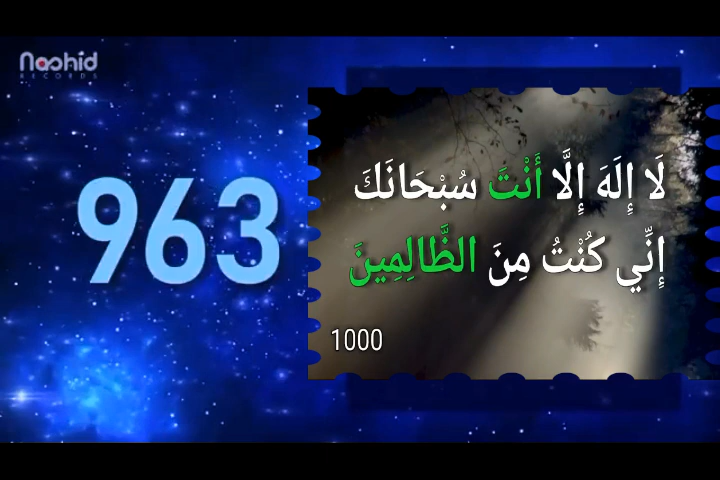 Nashid
RECORDS
963
لَا إِلَهَ إِلَّا أَنْتَ سُبْحَانَكَ
إِنِّي كُنْتُ مِنَ الظَّالِمِينَ
1000